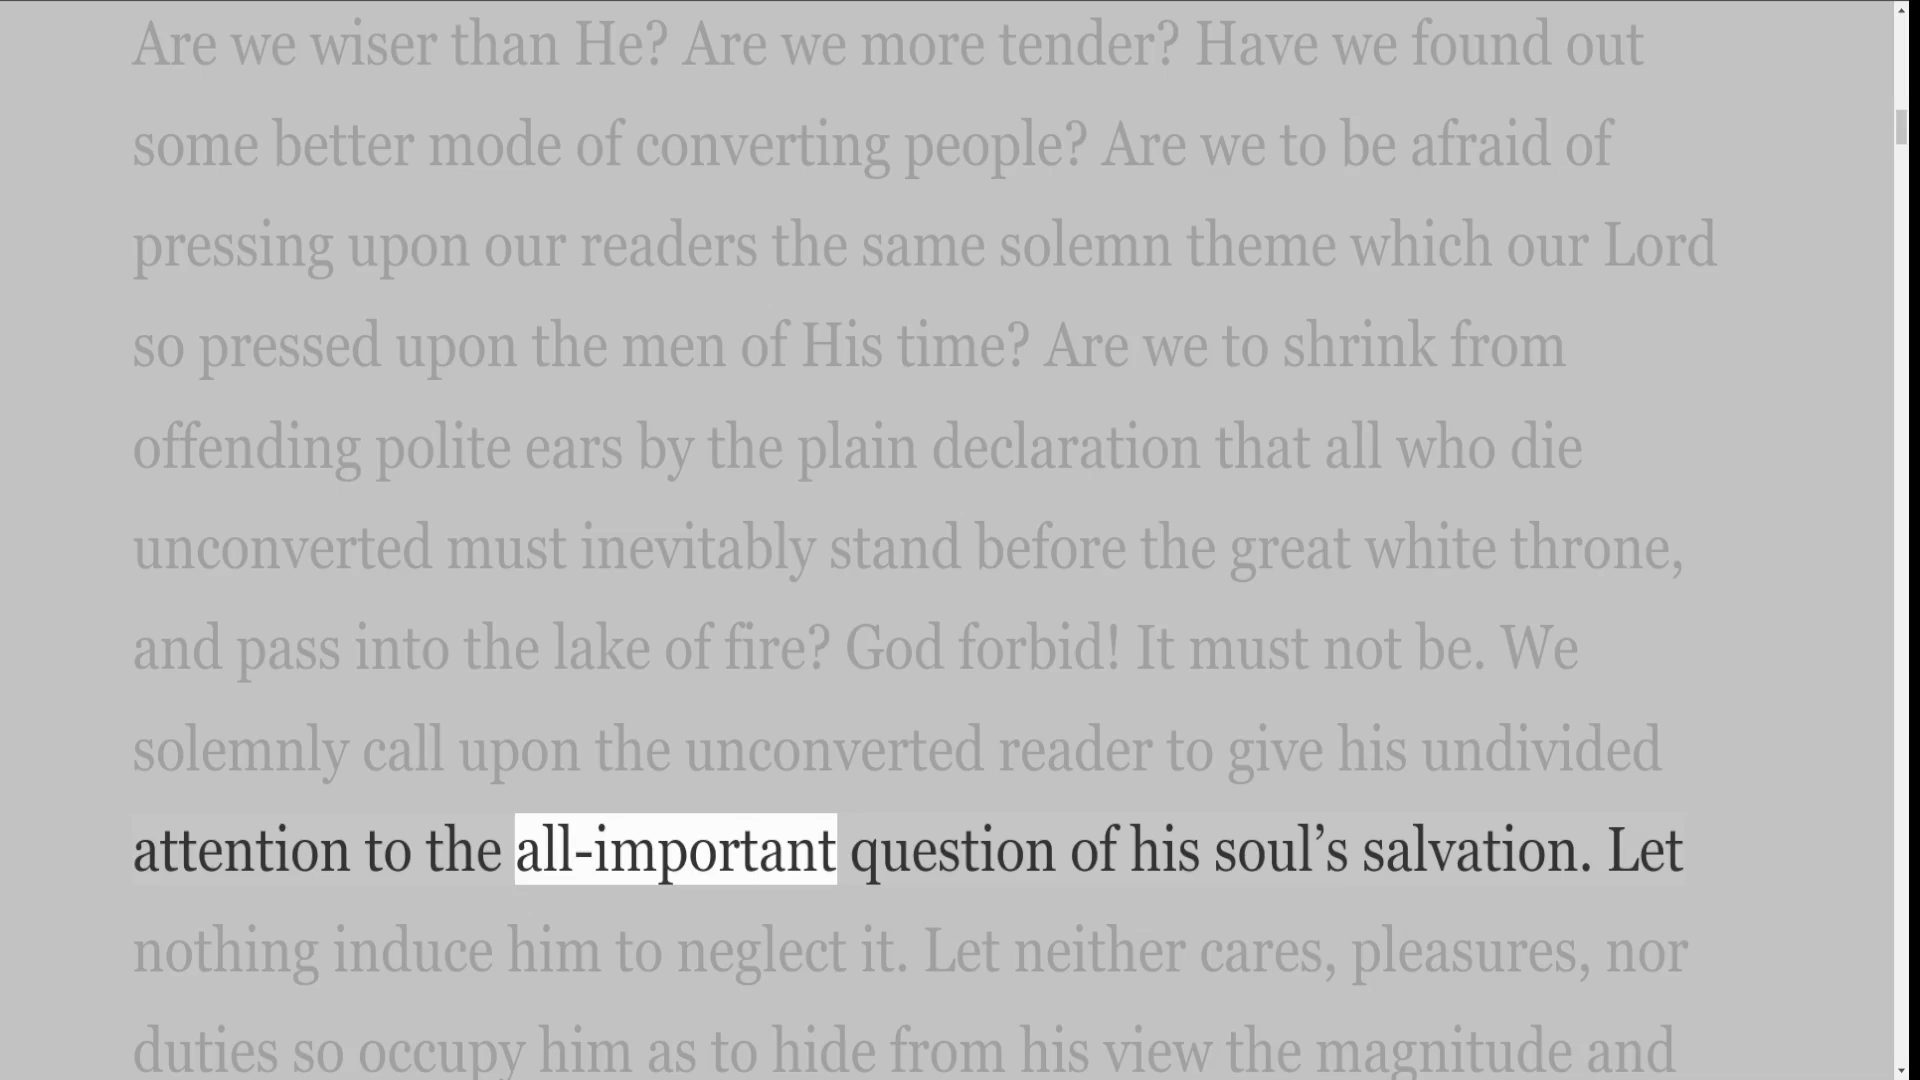 Are we wiser than He? Are we more tender? Have we found out
some better mode of converting people? Are we to be afraid of
pressing upon our readers the same solemn theme which our Lord
so pressed upon the men of His time? Are we to shrink from
offending polite ears by the plain declaration that all who die
unconverted must inevitably stand before the great white throne,
and pass into the lake of fire? God forbid! It must not be. We
solemnly call upon the unconverted reader to give his undivided
attention to the all-important question of his soul’s salvation. Let
nothing induce him to neglect it. Let neither cares, pleasures, nor
duties so occupy him as to hide from his view the magnitude and